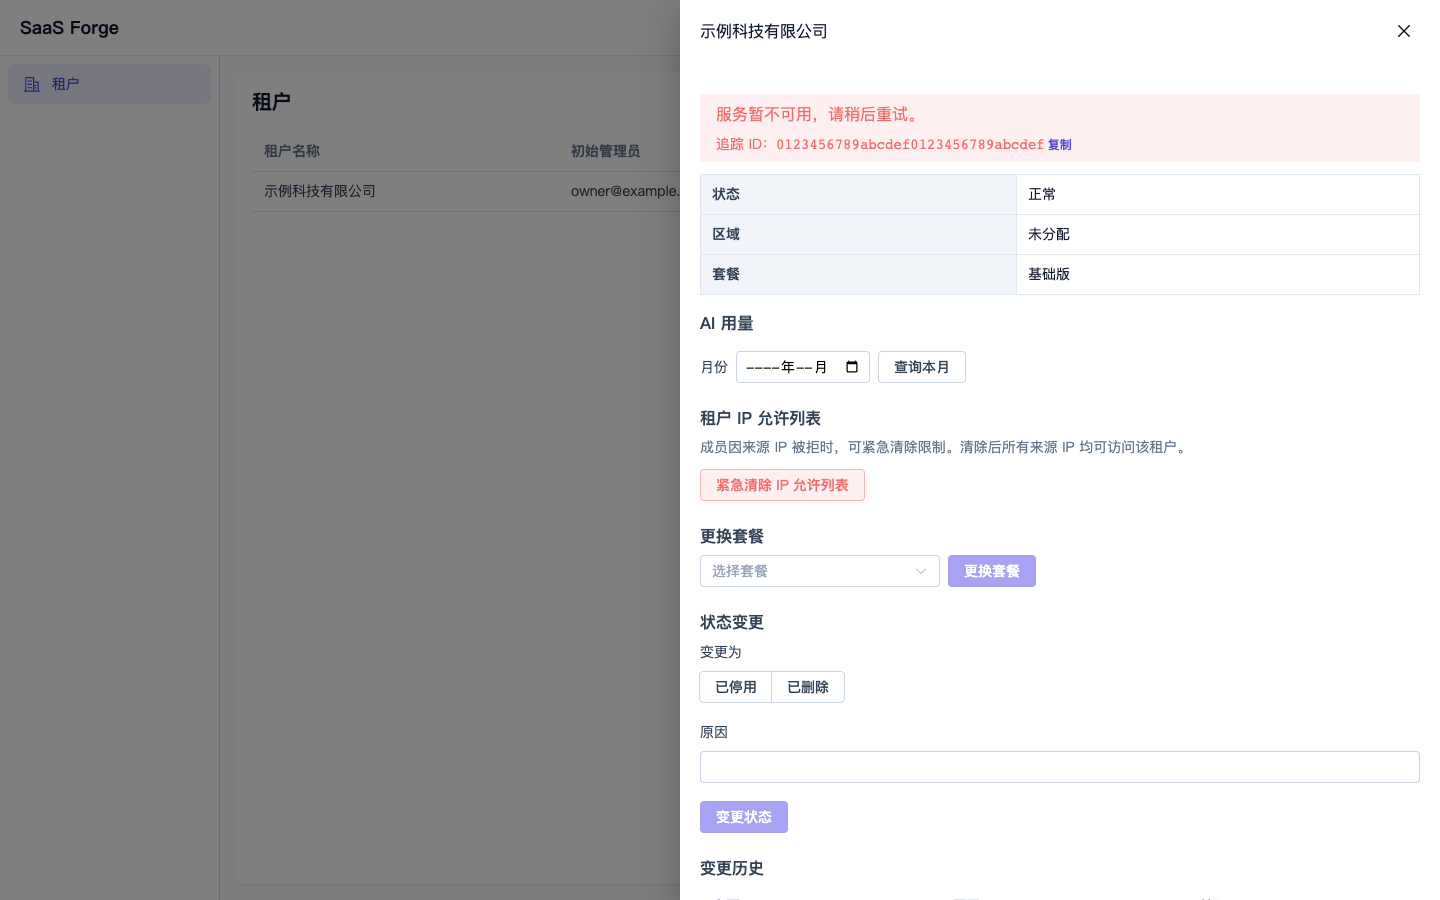 SaaS Forge
租户
租户
租户名称 初始管理员
示例科技有限公司 owner@example.
示例科技有限公司
服务暂不可用，请稍后重试。
追踪 ID：0123456789abcdef0123456789abcdef 复制
状态 正常
区域 未分配
套餐 基础版
AI 用量
月份 ----年--月 查询本月
租户 IP 允许列表
成员因来源 IP 被拒时，可紧急清除限制。清除后所有来源 IP 均可访问该租户。
紧急清除 IP 允许列表
更换套餐
选择套餐 更换套餐
状态变更
变更为
已停用 已删除
原因
变更状态
变更历史